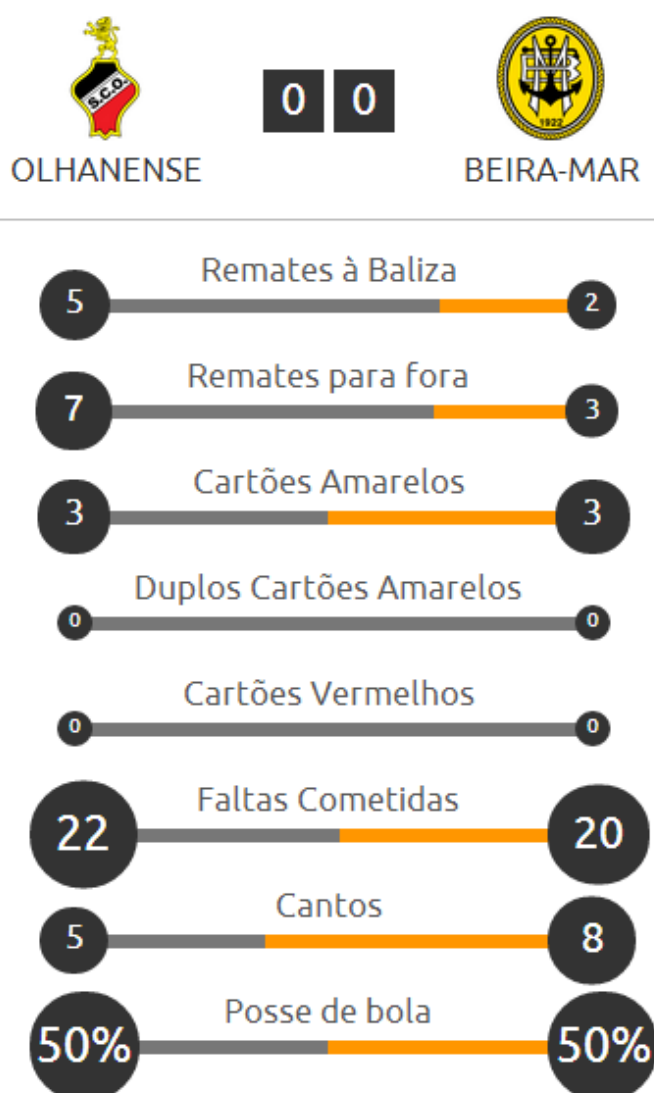 S.C.O.
1922
0 0
OLHANENSE BEIRA-MAR
Remates à Baliza
5 2
Remates para fora
7 3
Cartões Amarelos
3 3
Duplos Cartões Amarelos
0 0
Cartões Vermelhos
0 0
Faltas Cometidas
22 20
Cantos
5 8
Posse de bola
50% 50%